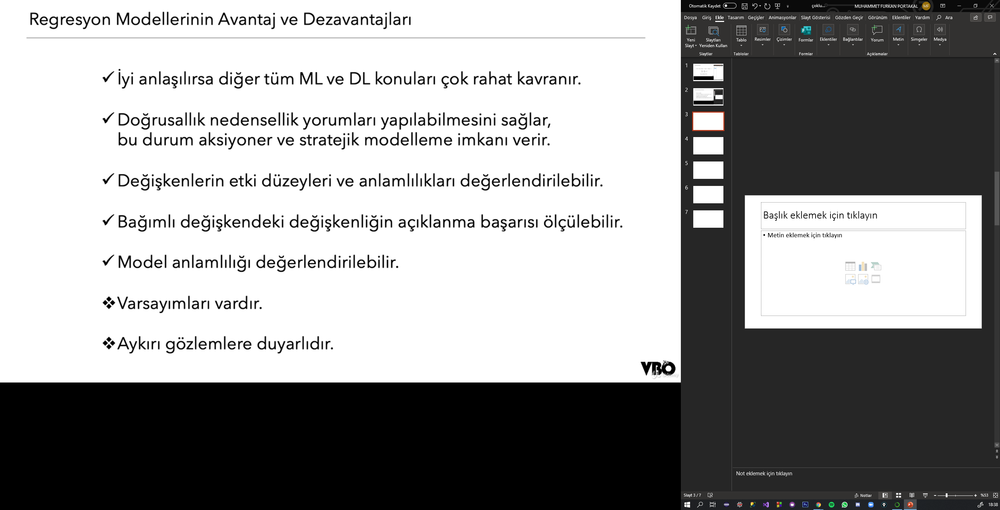 Regresyon Modellerinin Avantaj ve Dezavantajları
✓ İyi anlaşılırsa diğer tüm ML ve DL konuları çok rahat kavranır.
✓ Doğrusallık nedensellik yorumları yapılabilmesini sağlar,
bu durum aksiyoner ve stratejik modelleme imkanı verir.
✓ Değişkenlerin etki düzeyleri ve anlamlılıkları değerlendirilebilir.
✓ Bağımlı değişkendeki değişkenliğin açıklanma başarısı ölçülebilir.
✓ Model anlamlılığı değerlendirilebilir.
❖ Varsayımları vardır.
❖ Aykırı gözlemlere duyarlıdır.
VBO
Udemy
Otomatik Kaydet
çoklu...
MUHAMMET FURKAN PORTAKAL
MF
Dosya Giriş Ekle Tasarım Geçişler Animasyonlar Slayt Gösterisi Gözden Geçir Görünüm Eklentiler Yardım Ara
Yeni Slayt
Slaytları Yeniden Kullan
Tablo
Resimler
Çizimler
Formlar
Eklentiler
Bağlantılar
Yorum
Metin
Simgeler
Medya
Slaytlar Tablolar Formlar Açıklamalar
1
2
3
4
5
6
7
Başlık eklemek için tıklayın
• Metin eklemek için tıklayın
Not eklemek için tıklayın
Slayt 3 / 7
Notlar
%53
18:38